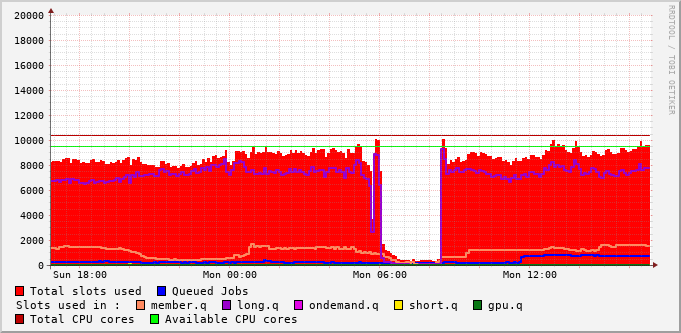 20000
18000
16000
14000
12000
10000
8000
6000
4000
2000
0
Sun 18:00 Mon 00:00 Mon 06:00 Mon 12:00
Total slots used Queued Jobs
Slots used in : member.q long.q ondemand.q short.q gpu.q
Total CPU cores Available CPU cores
RRDTOOL / TOBI OETIKER